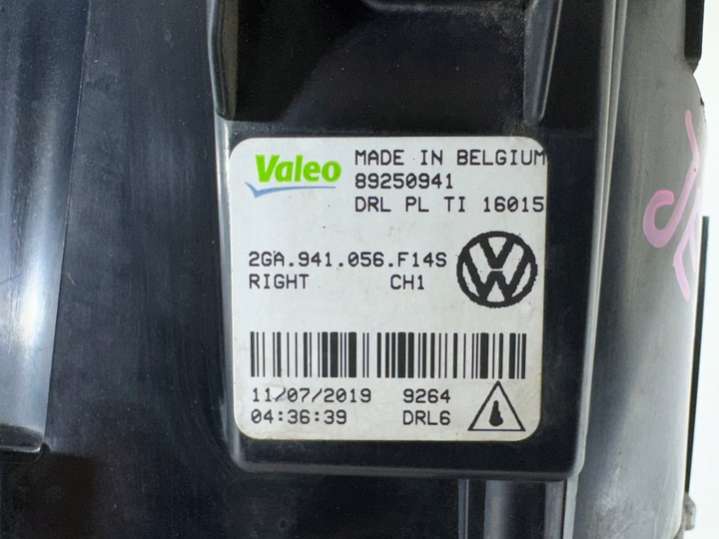 Valeo MADE IN BELGIUM
89250941
DRL PL TI 16015
2GA.941.056.F14S
RIGHT CH1
11/07/2019 9264
04:36:39 DRL6